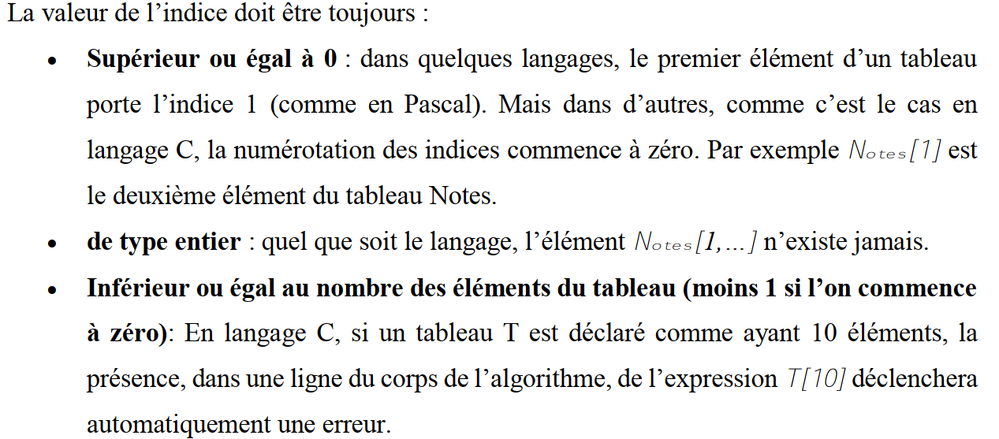 La valeur de l’indice doit être toujours :
• Supérieur ou égal à 0 : dans quelques langages, le premier élément d’un tableau
porte l’indice 1 (comme en Pascal). Mais dans d’autres, comme c’est le cas en
langage C, la numérotation des indices commence à zéro. Par exemple Notes[1] est
le deuxième élément du tableau Notes.
• de type entier : quel que soit le langage, l’élément Notes[1,…] n’existe jamais.
• Inférieur ou égal au nombre des éléments du tableau (moins 1 si l’on commence
à zéro): En langage C, si un tableau T est déclaré comme ayant 10 éléments, la
présence, dans une ligne du corps de l’algorithme, de l’expression T[10] déclenchera
automatiquement une erreur.